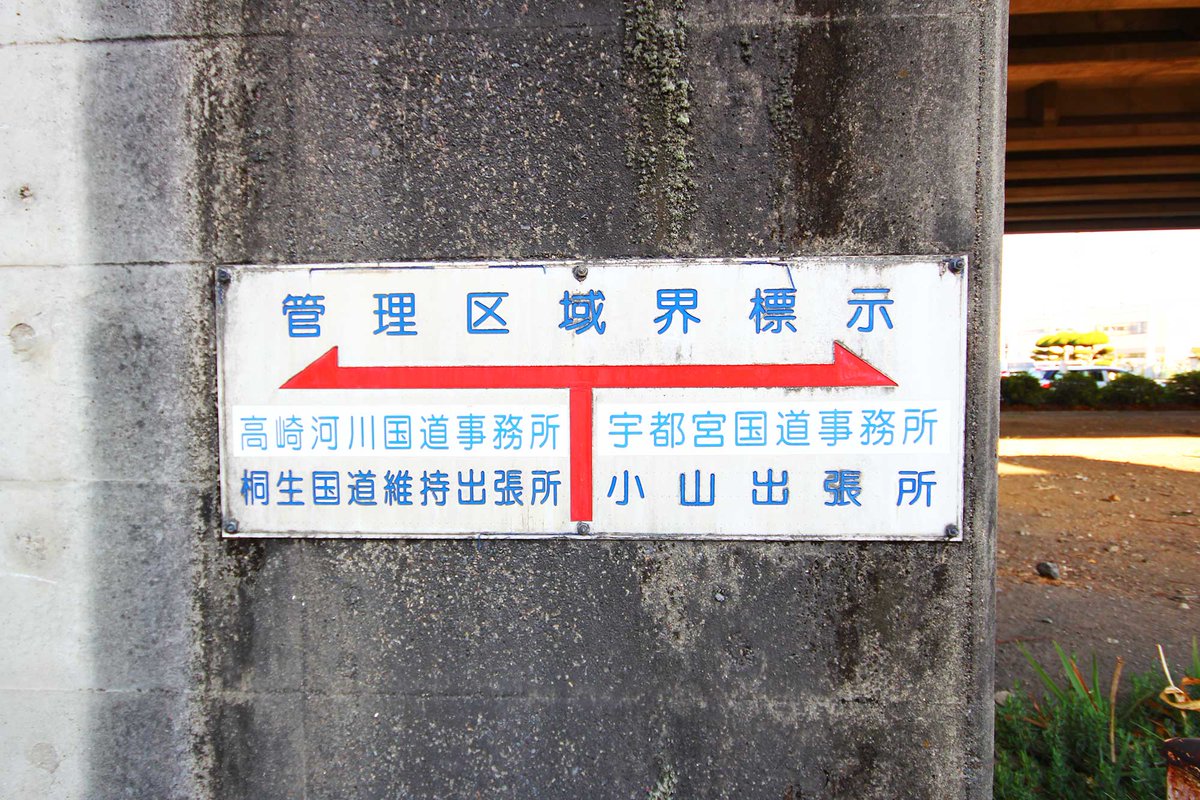 管理区域界標示
高崎河川国道事務所
桐生国道維持出張所
宇都宮国道事務所
小山出張所